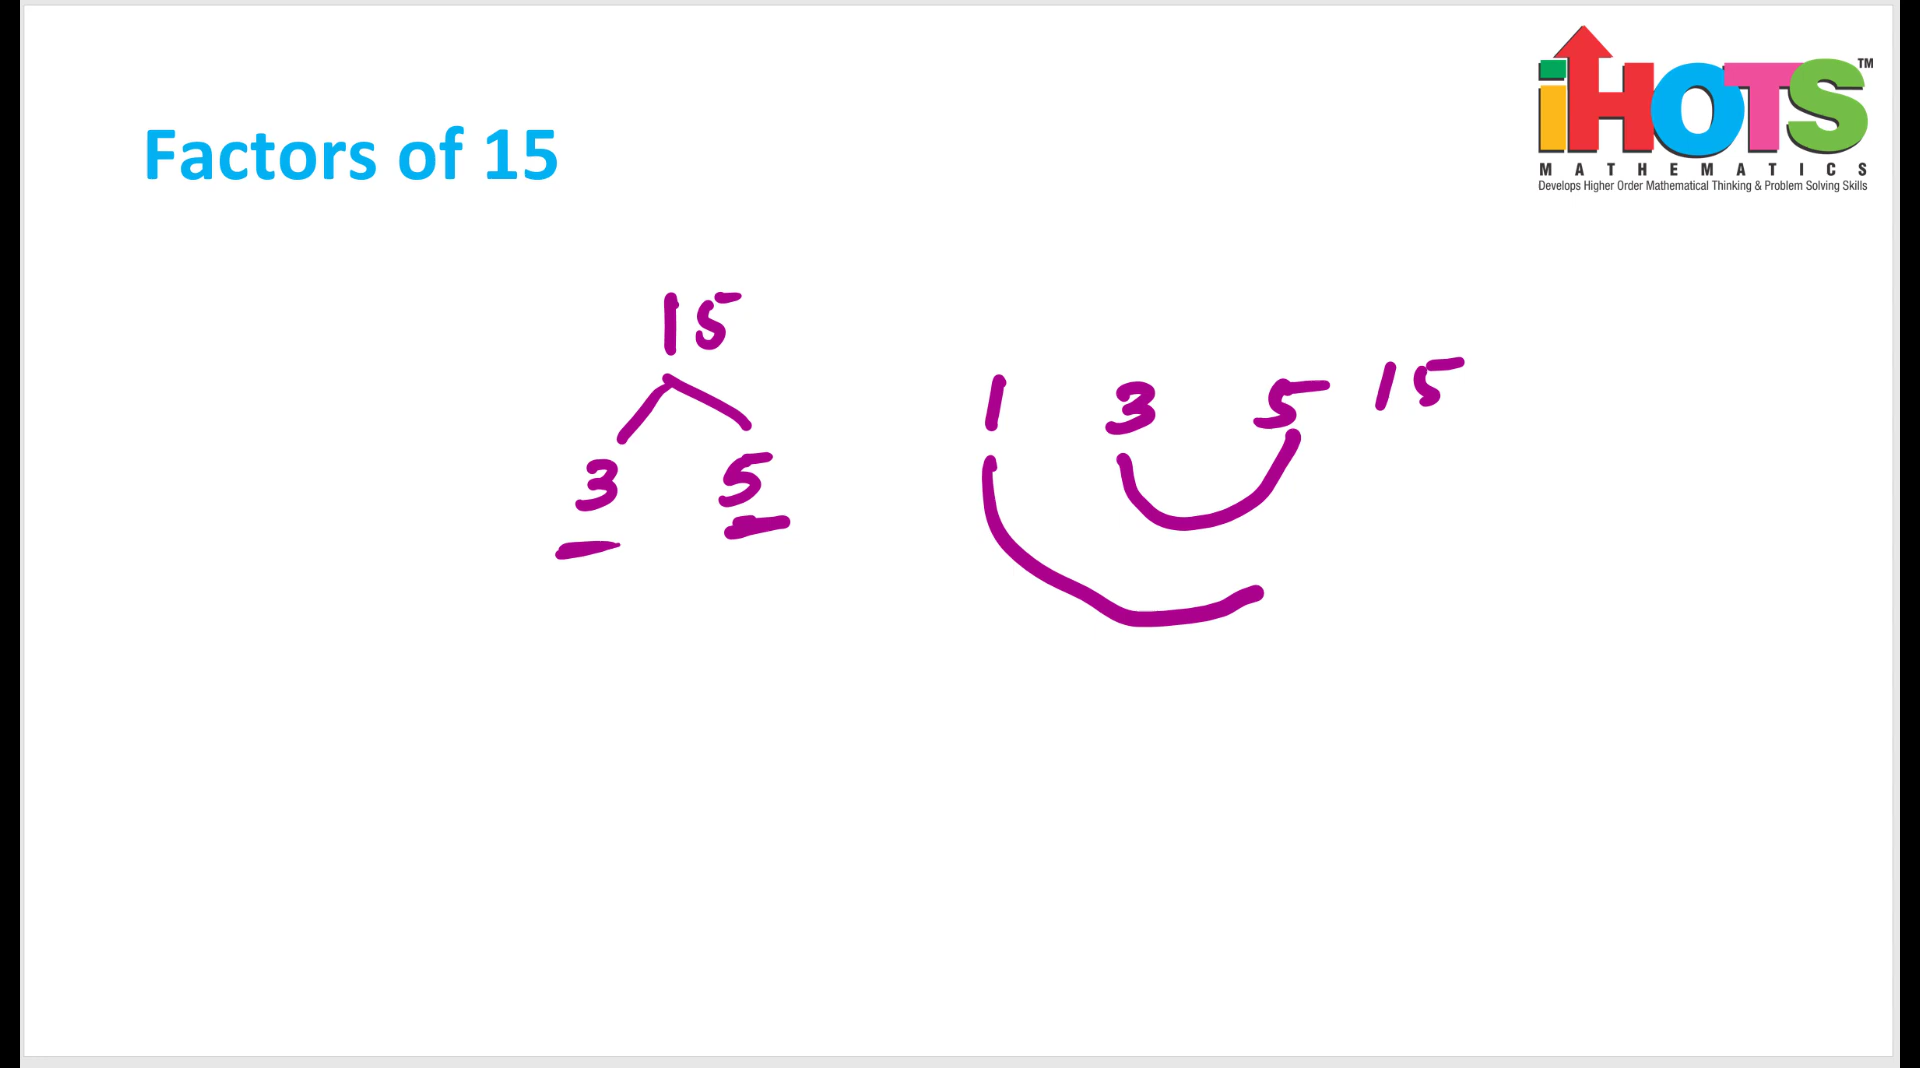 iHOTS™
MATHEMATICS
Develops Higher Order Mathematical Thinking & Problem Solving Skills
Factors of 15
15
3 5
1 3 5 15